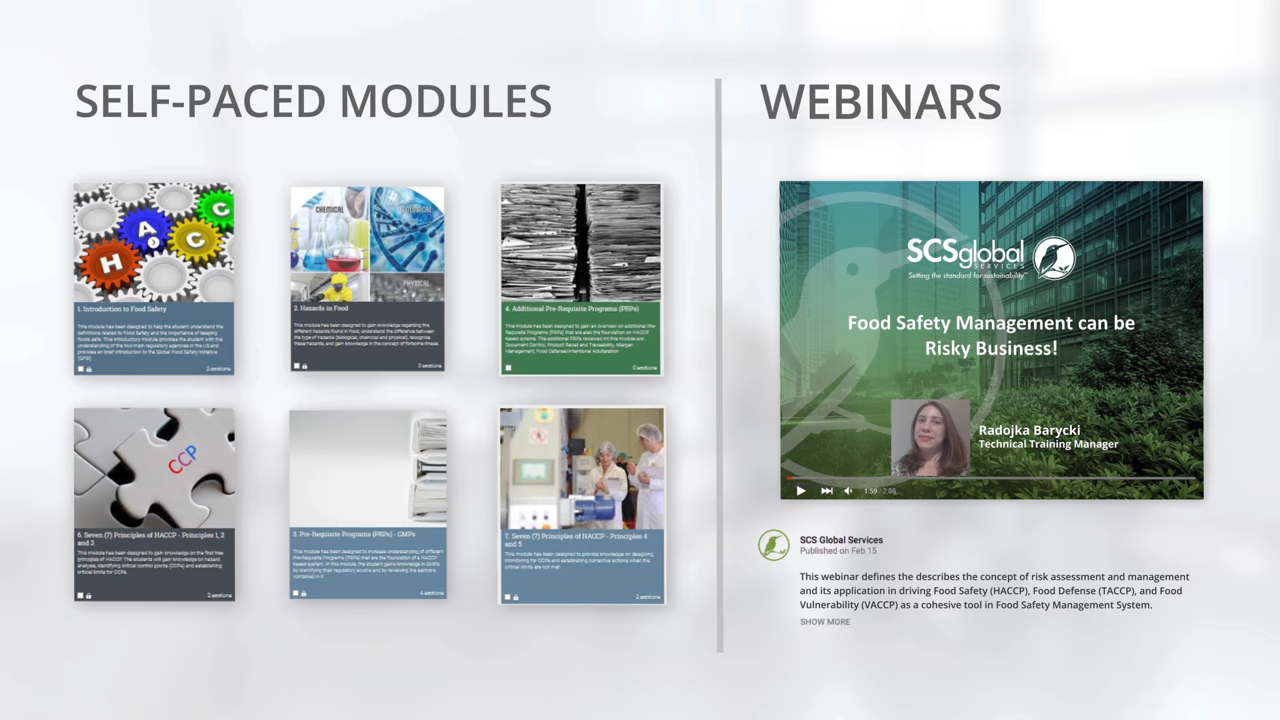 SELF-PACED MODULES
H A C C
1. Introduction to Food Safety
This module has been designed to help the student understand the
definitions related to Food Safety and the importance of keeping
foods safe. This introductory module provides the student with the
understanding of the two main regulatory agencies in the US and
provides an brief introduction to the Global Food Safety Initiative
(GFSI)
2 sections
CHEMICAL
BIOLOGICAL
PHYSICAL
2. Hazards in Food
This module has been designed to gain knowledge regarding the
different hazards found in Food, understand the difference between
the type of hazards (biological, chemical and physical), recognize
these hazards, and gain knowledge in the concept of foodborne illness.
3 sections
4. Additional Pre-Requisite Programs (PRPs)
This module has been designed to gain an overview on additional Pre-
Requisite Programs (PRPs) that are also the foundation on HACCP
based sytems. The additional PRPs reviewed on this module are:
Document Control, Product Recall and Traceability, Allergen
Management, Food Defense/Intentional Adulteration
sections
CCP
6. Seven (7) Principles of HACCP - Principles 1, 2
and 3
This module has been designed to gain knowledge on the first tree
principles of HACCP. The students will gain knowledge on hazard
analysis, identifying critical control points (CCPs) and establishing
critical limits for CCPs.
2 sections
3. Pre-Requisite Programs (PRPs) - GMPs
This module has been designed to increase understanding of different
Pre-Requisite Programs (PRPs) that are the foundation of a HACCP
based system. In this module, the student gains knowledge in GMPs
by identifying their regulatory source and by reviewing the sections
contained in it.
4 sections
7. Seven (7) Principles of HACCP - Principles 4
and 5
This module has been designed to provide knowledge on designing
monitoring for CCPs and establishing corrective actions when the
critical limits are not met.
2 sections
WEBINARS
SCSglobal
SERVICES
Setting the standard for sustainability™
Food Safety Management can be
Risky Business!
Radojka Barycki
Technical Training Manager
1:59 / 2:06
SCS Global Services
Published on Feb 15
This webinar defines the describes the concept of risk assessment and management
and its application in driving Food Safety (HACCP), Food Defense (TACCP), and Food
Vulnerability (VACCP) as a cohesive tool in Food Safety Management System.
SHOW MORE